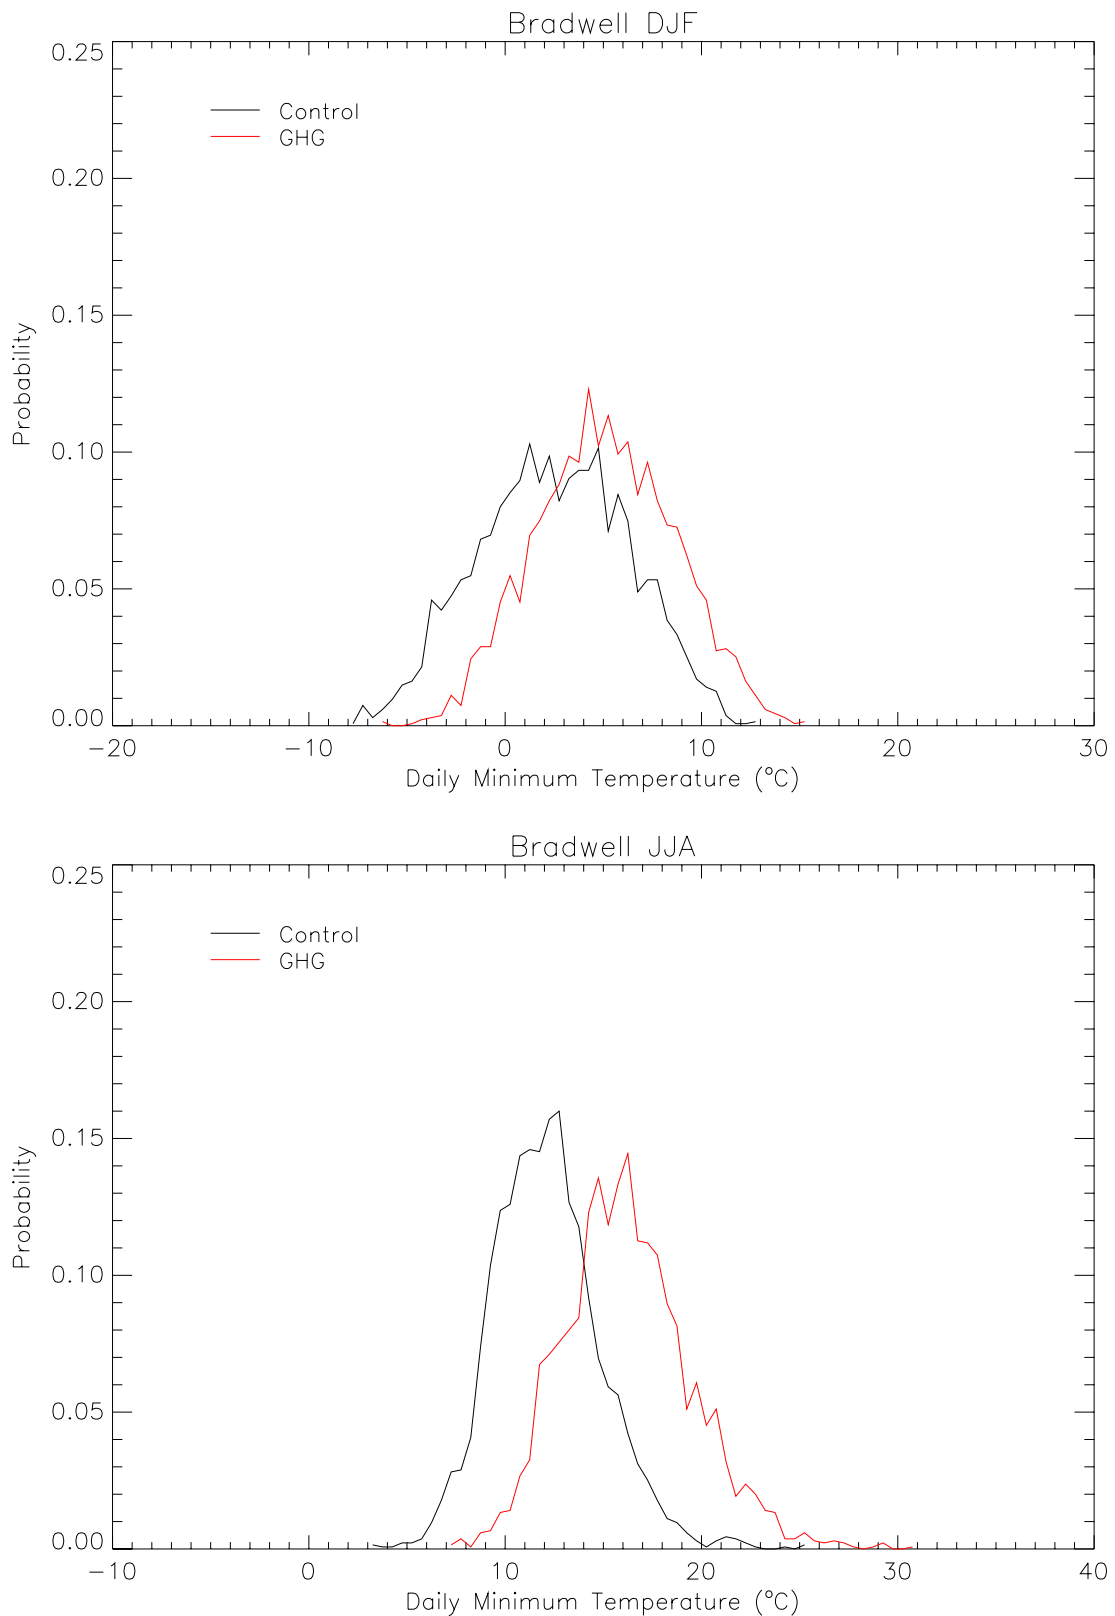 Bradwell DJF
0.25
Control
GHG
0.20
0.15
Probability
0.10
0.05
0.00
−20 −10 0 10 20 30
Daily Minimum Temperature (°C)
Bradwell JJA
0.25
Control
GHG
0.20
0.15
Probability
0.10
0.05
0.00
−10 0 10 20 30 40
Daily Minimum Temperature (°C)